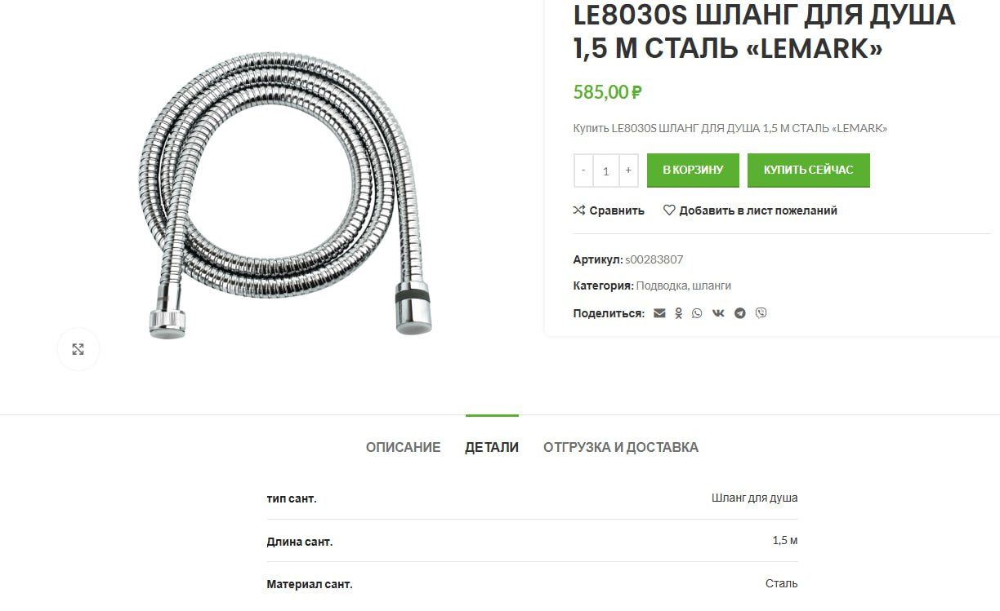 LE8030S ШЛАНГ ДЛЯ ДУША
1,5 М СТАЛЬ «LEMARK»
585,00 ₽
Купить LE8030S ШЛАНГ ДЛЯ ДУША 1,5 М СТАЛЬ «LEMARK»
- 1 + В КОРЗИНУ КУПИТЬ СЕЙЧАС
Сравнить Добавить в лист пожеланий
Артикул: s00283807
Категория: Подводка, шланги
Поделиться:
ОПИСАНИЕ ДЕТАЛИ ОТГРУЗКА И ДОСТАВКА
тип сант. Шланг для душа
Длина сант. 1,5 м
Материал сант. Сталь